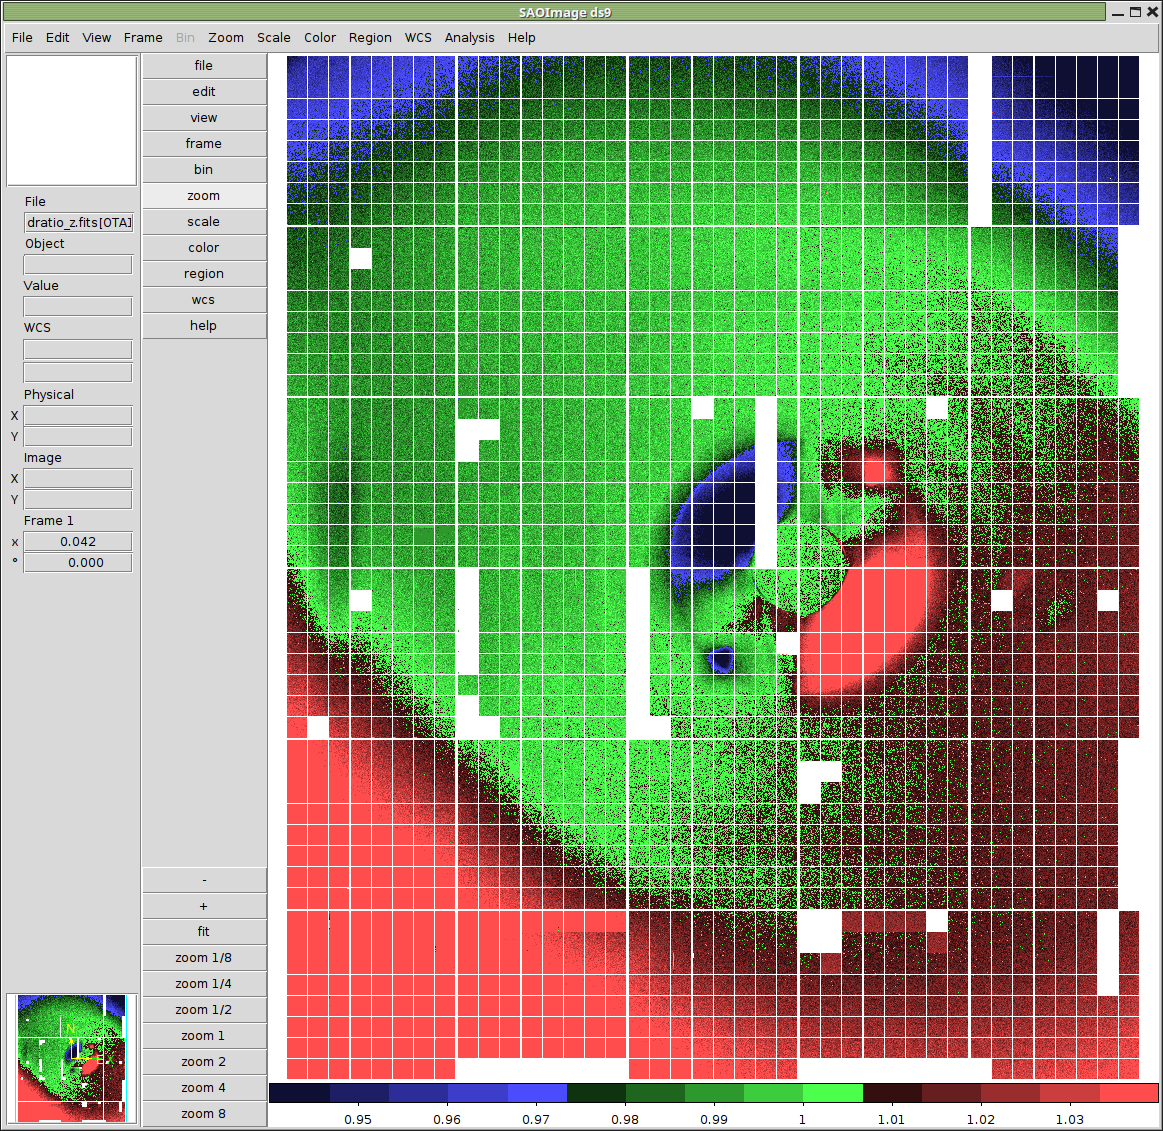 SAOImage ds9
File Edit View Frame Bin Zoom Scale Color Region WCS Analysis Help
file
edit
view
frame
bin
zoom
scale
color
region
wcs
help
File
dratio_z.fits[OTA]
Object
Value
WCS
Physical
X
Y
Image
X
Y
Frame 1
x 0.042
° 0.000
-
+
fit
zoom 1/8
zoom 1/4
zoom 1/2
zoom 1
zoom 2
zoom 4
zoom 8
N
0.95 0.96 0.97 0.98 0.99 1 1.01 1.02 1.03